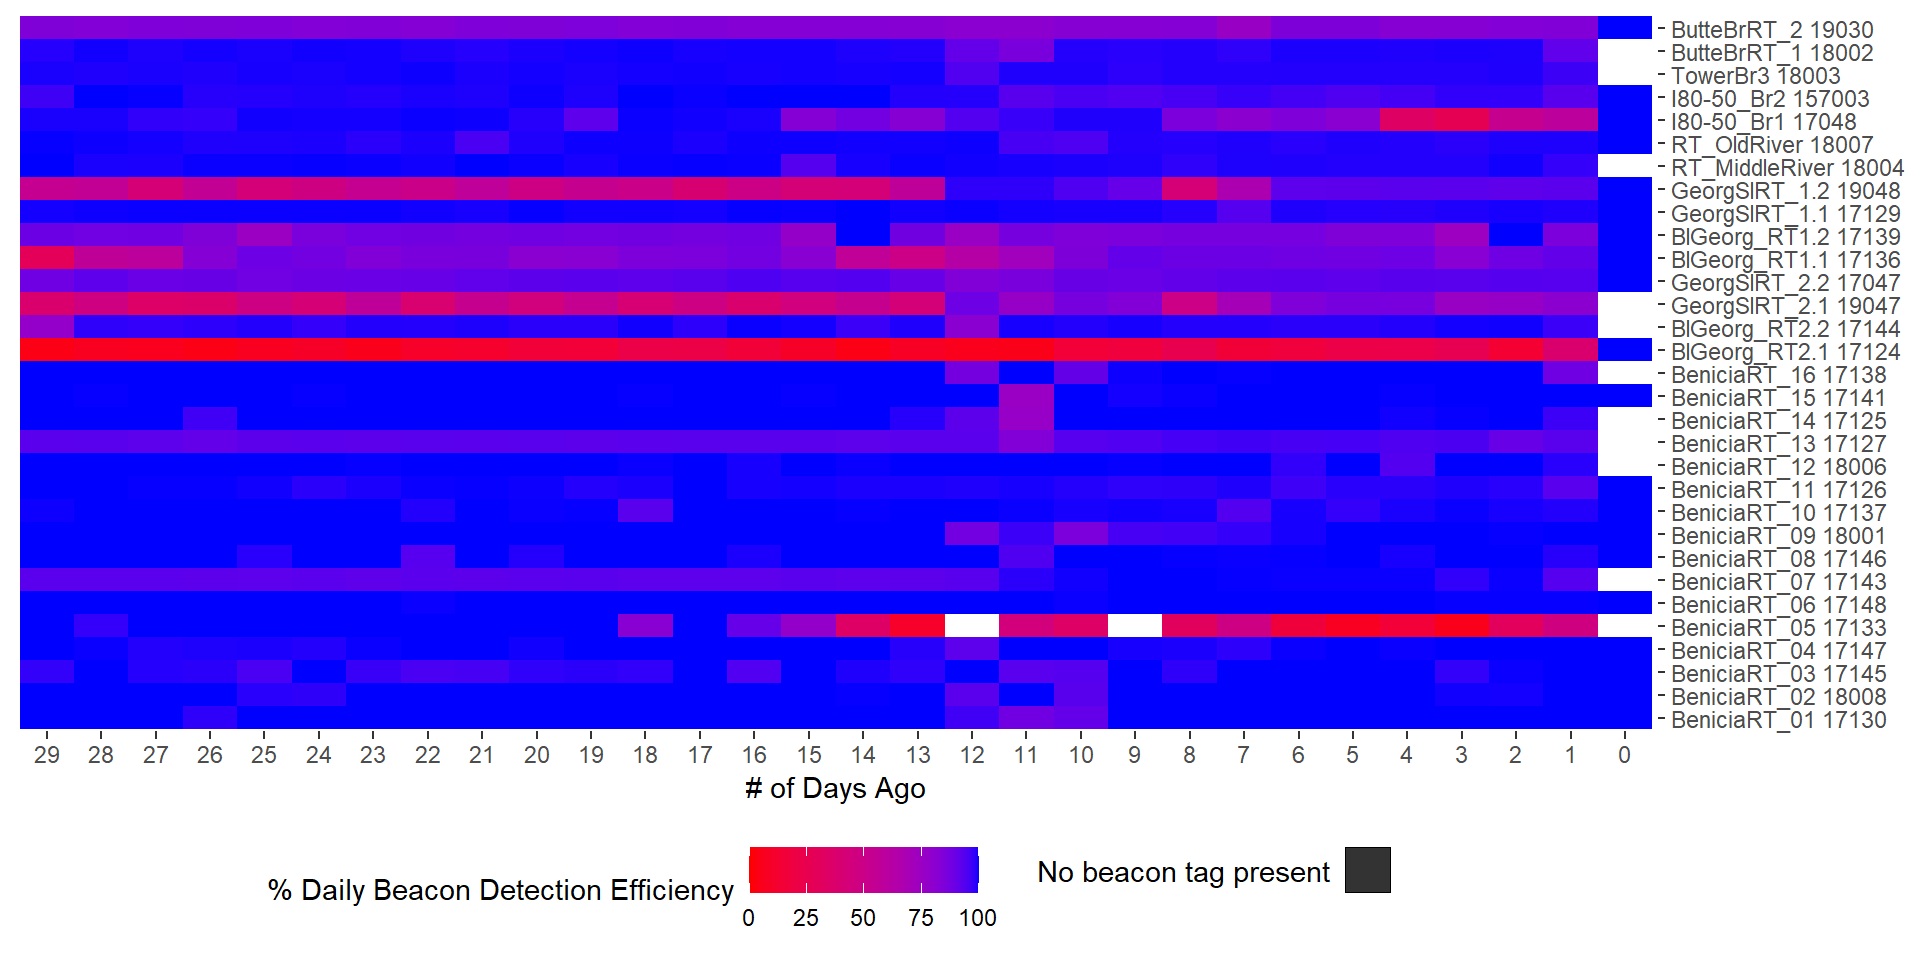 ButteBrRT_2 19030
ButteBrRT_1 18002
TowerBr3 18003
I80-50_Br2 157003
I80-50_Br1 17048
RT_OldRiver 18007
RT_MiddleRiver 18004
GeorgSlRT_1.2 19048
GeorgSlRT_1.1 17129
BlGeorg_RT1.2 17139
BlGeorg_RT1.1 17136
GeorgSlRT_2.2 17047
GeorgSlRT_2.1 19047
BlGeorg_RT2.2 17144
BlGeorg_RT2.1 17124
BeniciaRT_16 17138
BeniciaRT_15 17141
BeniciaRT_14 17125
BeniciaRT_13 17127
BeniciaRT_12 18006
BeniciaRT_11 17126
BeniciaRT_10 17137
BeniciaRT_09 18001
BeniciaRT_08 17146
BeniciaRT_07 17143
BeniciaRT_06 17148
BeniciaRT_05 17133
BeniciaRT_04 17147
BeniciaRT_03 17145
BeniciaRT_02 18008
BeniciaRT_01 17130
29 28 27 26 25 24 23 22 21 20 19 18 17 16 15 14 13 12 11 10 9 8 7 6 5 4 3 2 1 0
# of Days Ago
% Daily Beacon Detection Efficiency
0 25 50 75 100
No beacon tag present